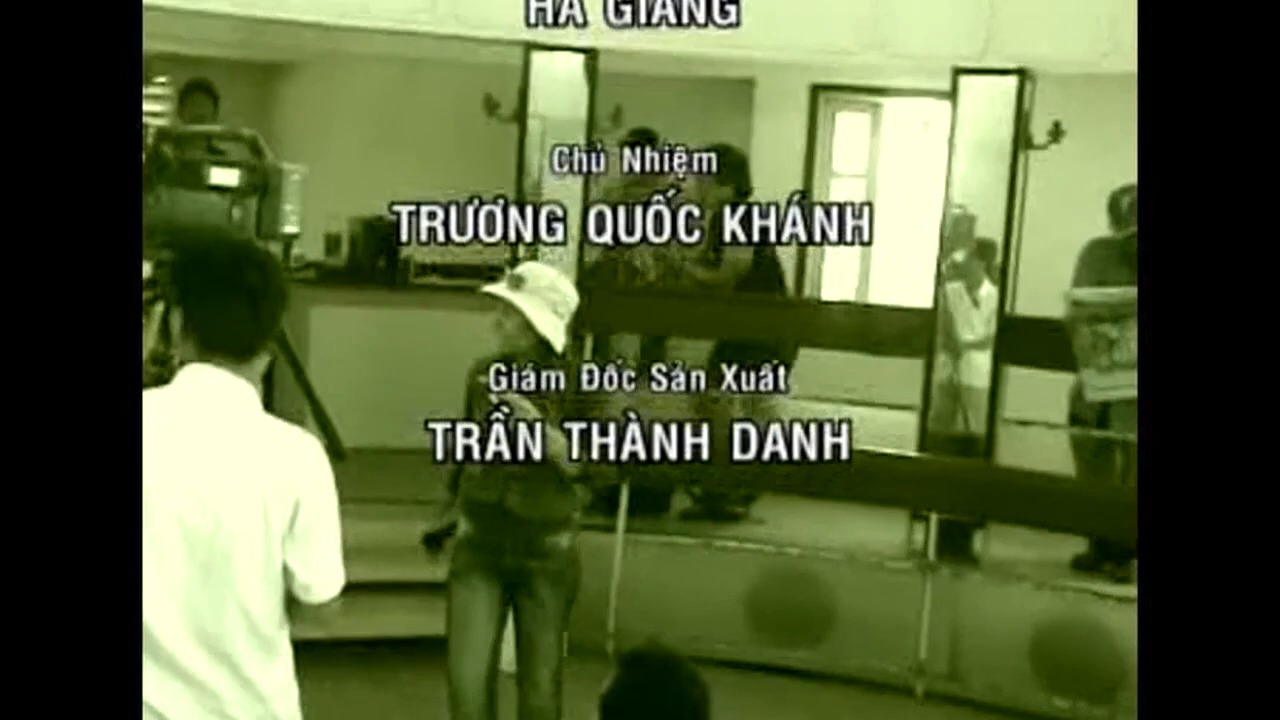 HÀ GIANG
Chủ Nhiệm
TRƯƠNG QUỐC KHÁNH
Giám Đốc Sản Xuất
TRẦN THÀNH DANH